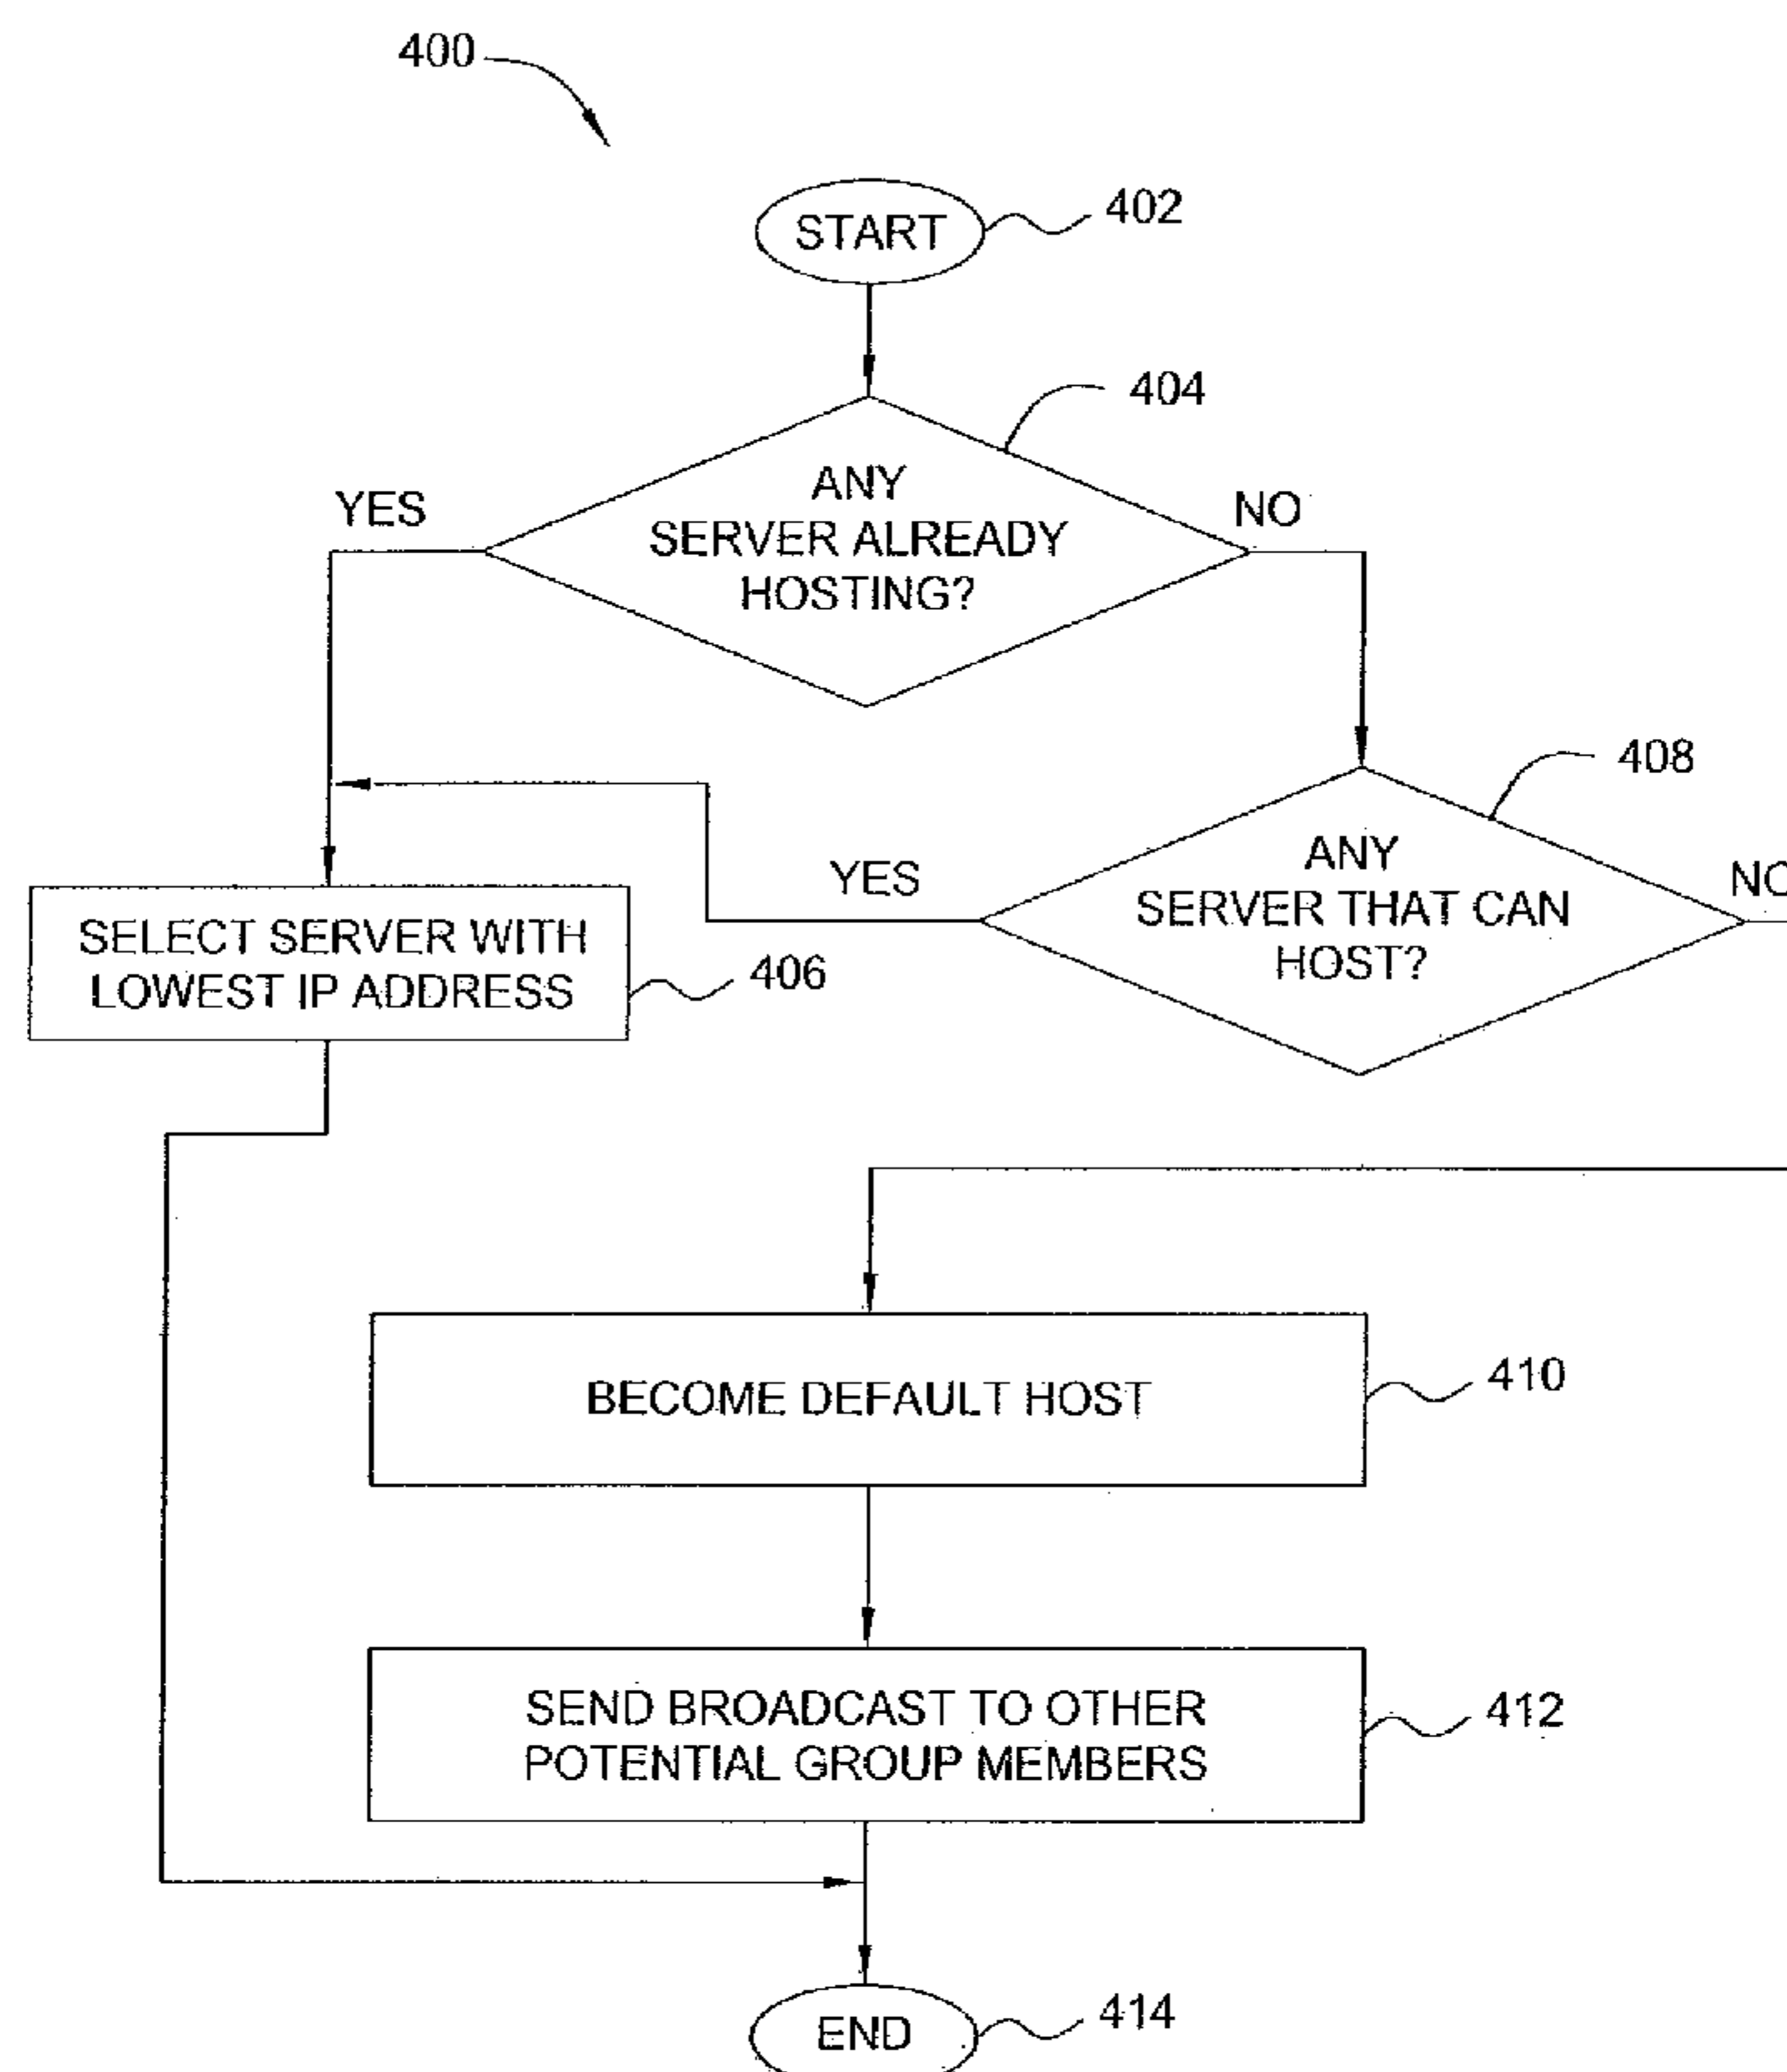 400
START
402
404
ANY
SERVER ALREADY
HOSTING?
YES
NO
408
ANY
SERVER THAT CAN
HOST?
YES
NO
SELECT SERVER WITH
LOWEST IP ADDRESS
406
BECOME DEFAULT HOST
410
SEND BROADCAST TO OTHER
POTENTIAL GROUP MEMBERS
412
END
414